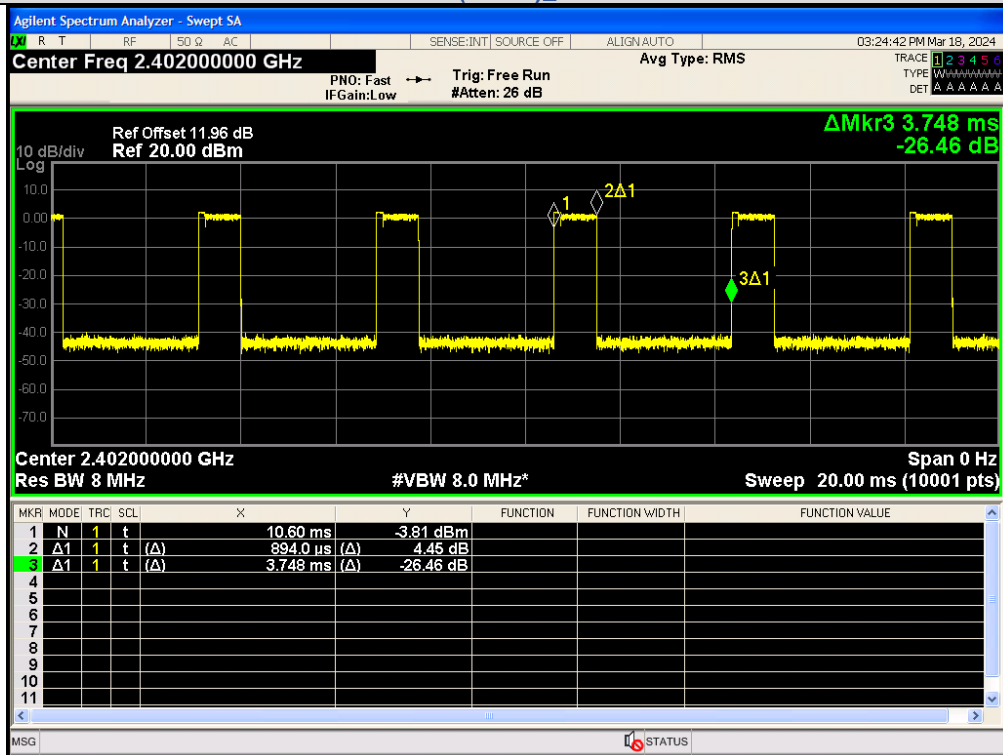 Agilent Spectrum Analyzer - Swept SA
LXI R T RF 50 Ω AC SENSE:INT SOURCE OFF ALIGN AUTO 03:24:42 PM Mar 18, 2024
Center Freq 2.402000000 GHz
PNO: Fast
IFGain:Low
Trig: Free Run
#Atten: 26 dB
Avg Type: RMS
TRACE 1 2 3 4 5 6
TYPE W
DET A A A A A A
ΔMkr3 3.748 ms
-26.46 dB
Ref Offset 11.96 dB
10 dB/div Ref 20.00 dBm
Log
10.0
0.00
-10.0
-20.0
-30.0
-40.0
-50.0
-60.0
-70.0
1
2Δ1
3Δ1
Center 2.402000000 GHz Span 0 Hz
Res BW 8 MHz #VBW 8.0 MHz* Sweep 20.00 ms (10001 pts)
MKR MODE TRC SCL X Y FUNCTION FUNCTION WIDTH FUNCTION VALUE
1 N 1 t 10.60 ms -3.81 dBm
2 Δ1 1 t (Δ) 894.0 µs (Δ) 4.45 dB
3 Δ1 1 t (Δ) 3.748 ms (Δ) -26.46 dB
4
5
6
7
8
9
10
11
MSG STATUS